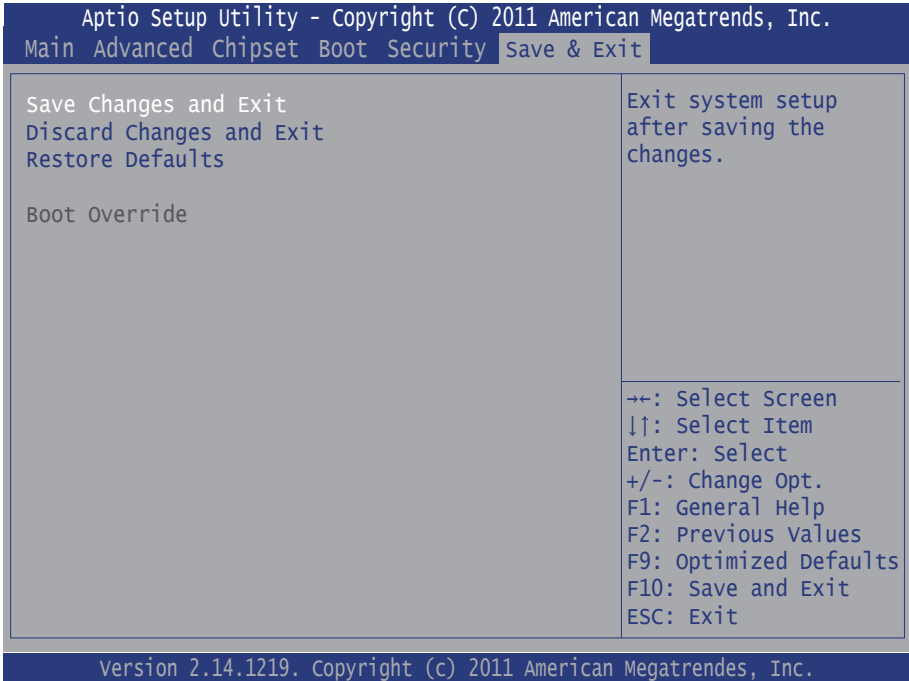 Aptio Setup Utility - Copyright (C) 2011 American Megatrends, Inc.
Main Advanced Chipset Boot Security Save & Exit
Save Changes and Exit
Discard Changes and Exit
Restore Defaults
Boot Override
Exit system setup
after saving the
changes.
→←: Select Screen
↓↑: Select Item
Enter: Select
+/-: Change Opt.
F1: General Help
F2: Previous Values
F9: Optimized Defaults
F10: Save and Exit
ESC: Exit
Version 2.14.1219. Copyright (c) 2011 American Megatrendes, Inc.